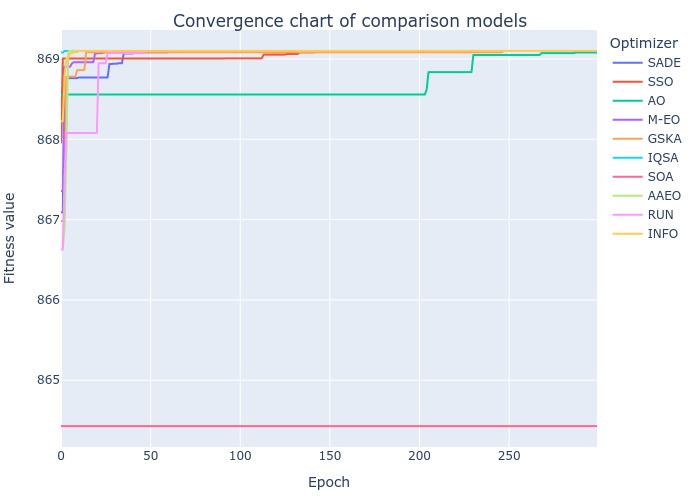 Convergence chart of comparison models
Optimizer
SADE
SSO
AO
M-EO
GSKA
IQSA
SOA
AAEO
RUN
INFO
Fitness value
869
868
867
866
865
0
50
100
150
200
250
Epoch